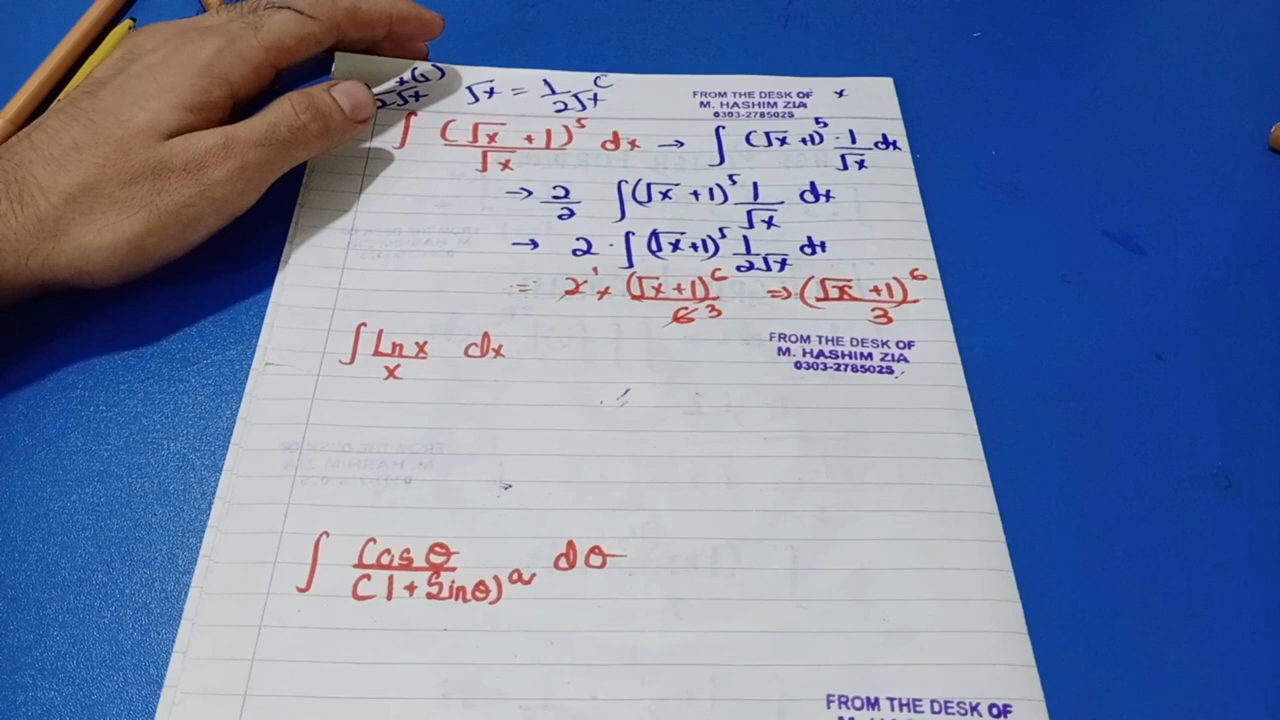 x(1)
2√x √x = 1/2√x
FROM THE DESK OF
M. HASHIM ZIA
0303-2785025
∫ (√x + 1)⁵/√x dx → ∫ (√x + 1)⁵ · 1/√x dx
→ 2/2 ∫ (√x + 1)⁵ 1/√x dx
→ 2 · ∫ (√x + 1)⁵ 1/2√x dx
= 2¹ × (√x + 1)⁶/6 3 ⇒ (√x + 1)⁶/3
∫ Ln x/x dx
FROM THE DESK OF
M. HASHIM ZIA
0303-2785025
∫ Cos θ/(1 + Sin θ)ᵃ dθ
FROM THE DESK OF